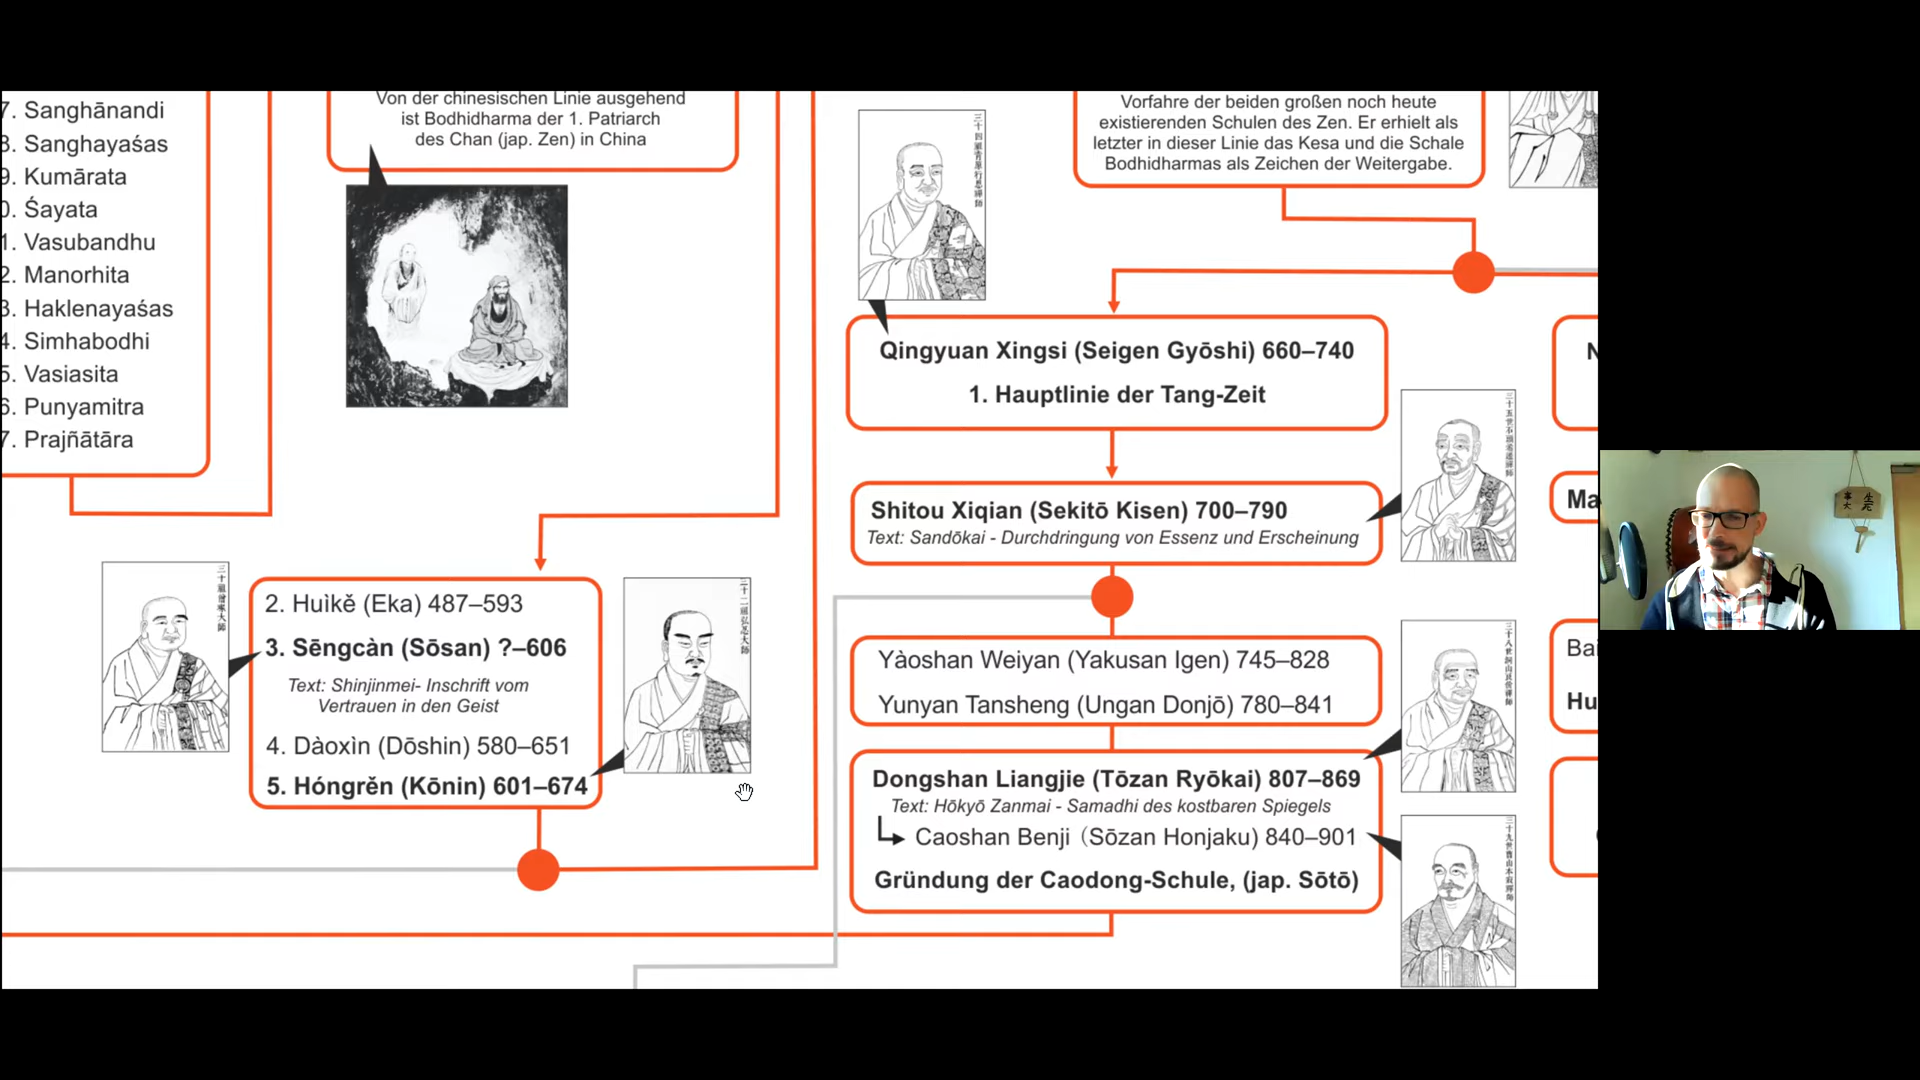 7. Sanghānandi
3. Sanghayaśas
9. Kumārata
0. Śayata
1. Vasubandhu
2. Manorhita
3. Haklenayaśas
4. Simhabodhi
5. Vasiasita
6. Punyamitra
7. Prajñātāra
Von der chinesischen Linie ausgehend
ist Bodhidharma der 1. Patriarch
des Chan (jap. Zen) in China
2. Huìkě (Eka) 487–593
3. Sēngcàn (Sōsan) ?–606
Text: Shinjinmei- Inschrift vom
Vertrauen in den Geist
4. Dàoxìn (Dōshin) 580–651
5. Hóngrěn (Kōnin) 601–674
Vorfahre der beiden großen noch heute
existierenden Schulen des Zen. Er erhielt als
letzter in dieser Linie das Kesa und die Schale
Bodhidharmas als Zeichen der Weitergabe.
Qingyuan Xingsi (Seigen Gyōshi) 660–740
1. Hauptlinie der Tang-Zeit
Shitou Xiqian (Sekitō Kisen) 700–790
Text: Sandōkai - Durchdringung von Essenz und Erscheinung
Yàoshan Weiyan (Yakusan Igen) 745–828
Yunyan Tansheng (Ungan Donjō) 780–841
Dongshan Liangjie (Tōzan Ryōkai) 807–869
Text: Hōkyō Zanmai - Samadhi des kostbaren Spiegels
Caoshan Benji（Sōzan Honjaku) 840–901
Gründung der Caodong-Schule, (jap. Sōtō)
N
Ma
Bai
Hu